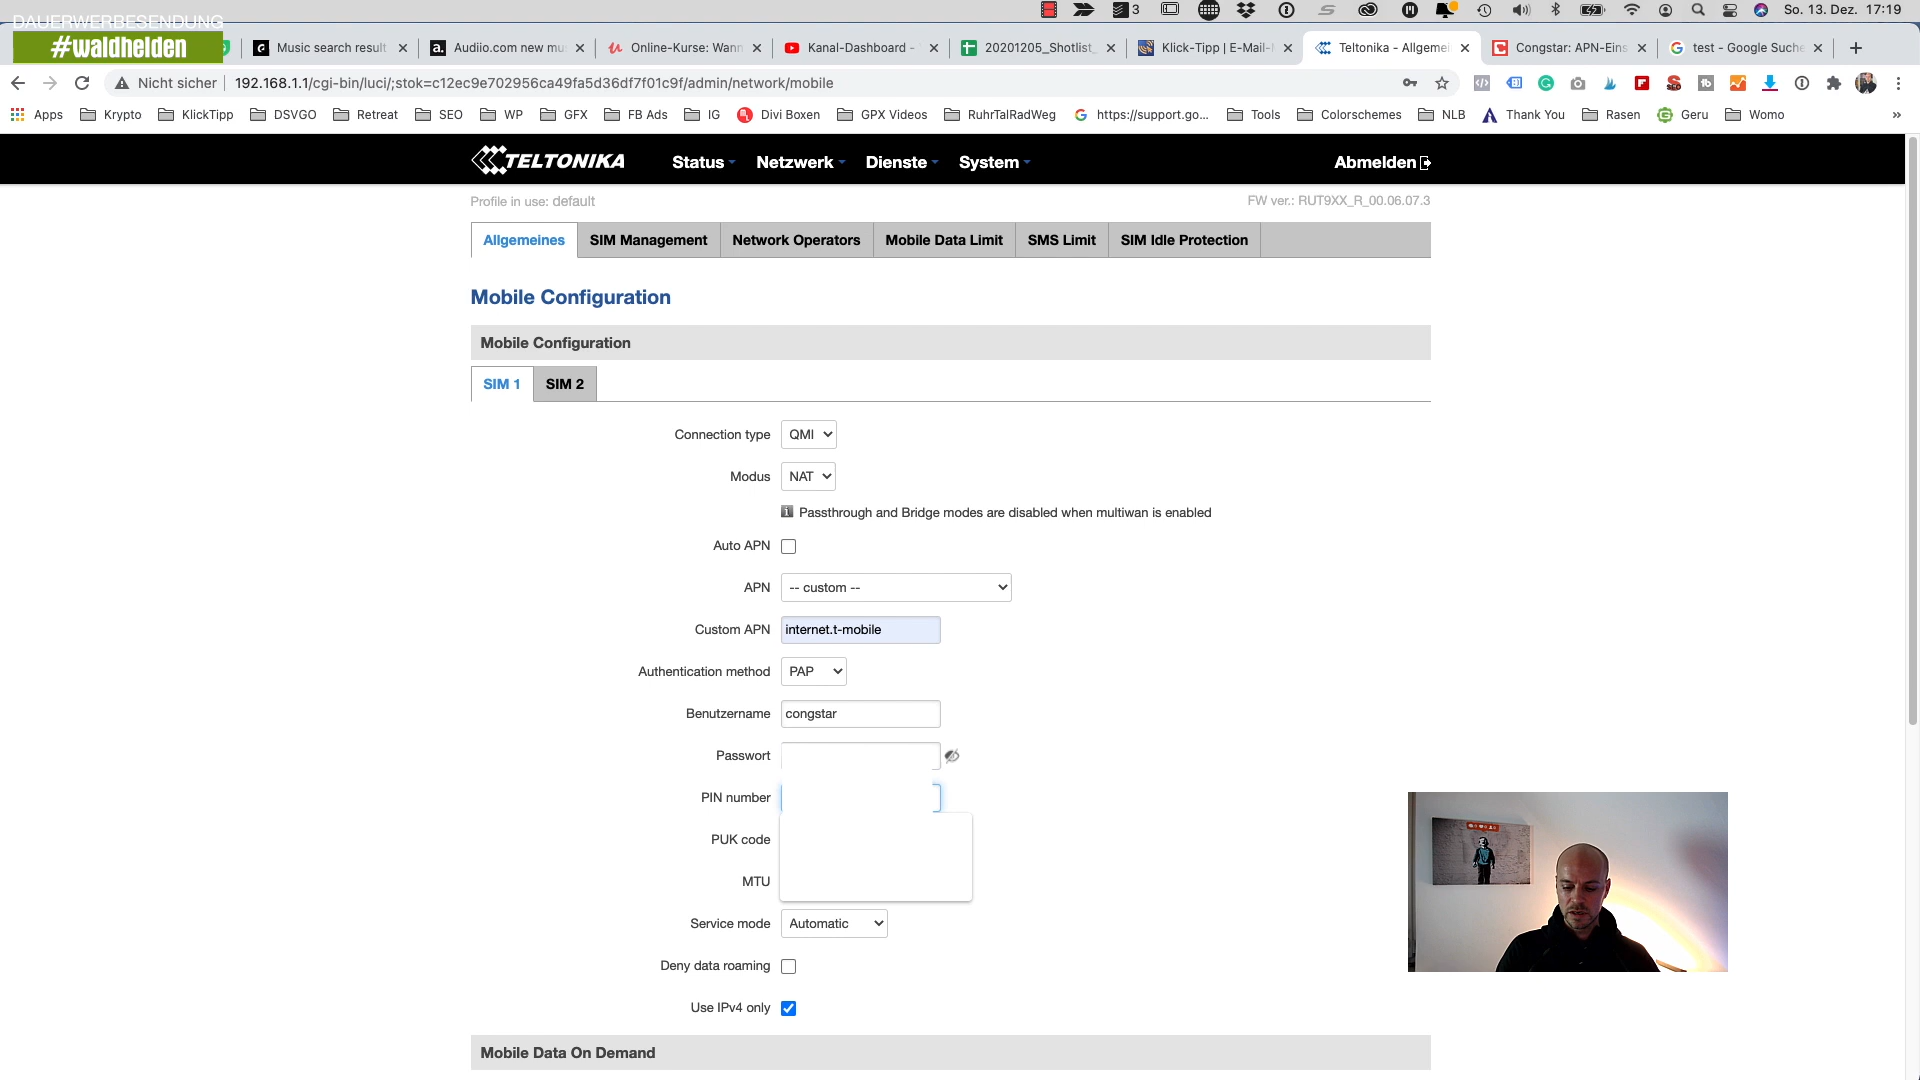 DAUERWERBESENDUNG
#waldhelden
3
So. 13. Dez. 17:19
Music search result
Audiio.com new mu
Online-Kurse: Wann
Kanal-Dashboard -
20201205_Shotlist_
Klick-Tipp | E-Mail-
Teltonika - Allgemei
Congstar: APN-Eins
test - Google Suche
Nicht sicher
192.168.1.1/cgi-bin/luci/;stok=c12ec9e702956ca49fa5d36df7f01c9f/admin/network/mobile
Apps
Krypto
KlickTipp
DSVGO
Retreat
SEO
WP
GFX
FB Ads
IG
Divi Boxen
GPX Videos
RuhrTalRadWeg
https://support.go...
Tools
Colorschemes
NLB
Thank You
Rasen
Geru
Womo
»
TELTONIKA
Status
Netzwerk
Dienste
System
Abmelden
Profile in use: default
FW ver.: RUT9XX_R_00.06.07.3
Allgemeines
SIM Management
Network Operators
Mobile Data Limit
SMS Limit
SIM Idle Protection
Mobile Configuration
Mobile Configuration
SIM 1
SIM 2
Connection type
QMI
Modus
NAT
Passthrough and Bridge modes are disabled when multiwan is enabled
Auto APN
APN
-- custom --
Custom APN
internet.t-mobile
Authentication method
PAP
Benutzername
congstar
Passwort
PIN number
PUK code
MTU
Service mode
Automatic
Deny data roaming
Use IPv4 only
Mobile Data On Demand